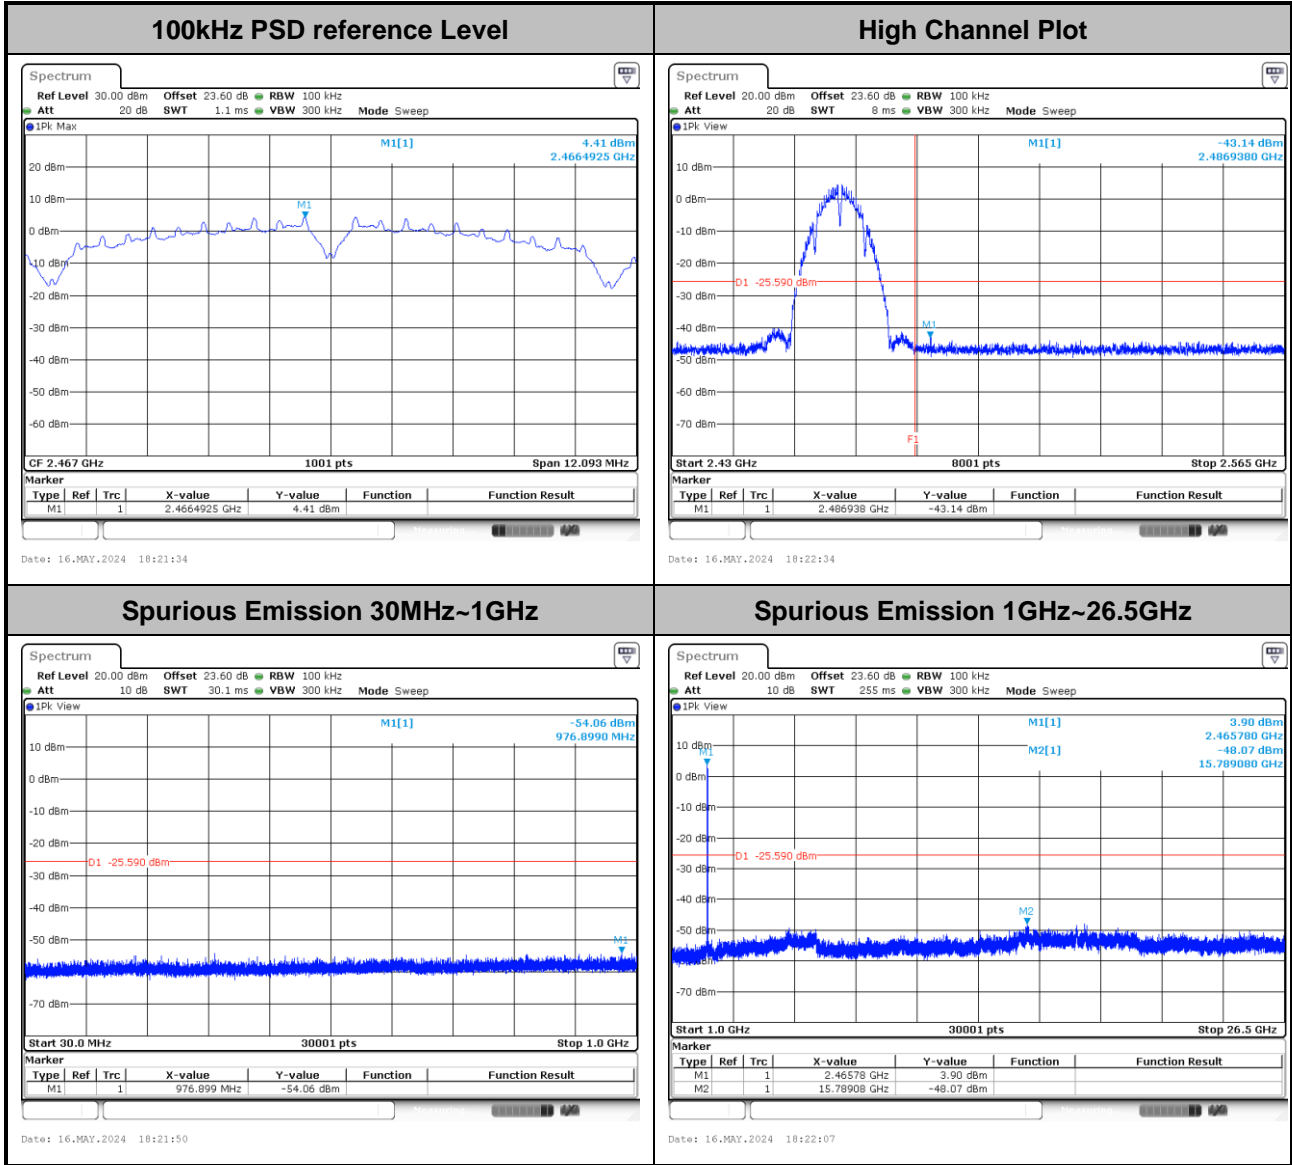 100kHz PSD reference Level
Spectrum
Ref Level 30.00 dBm Offset 23.60 dB RBW 100 kHz
Att 20 dB SWT 1.1 ms VBW 300 kHz Mode Sweep
1Pk Max
M1[1] 4.41 dBm
2.4664925 GHz
20 dBm
10 dBm
M1
0 dBm
-10 dBm
-20 dBm
-30 dBm
-40 dBm
-50 dBm
-60 dBm
CF 2.467 GHz 1001 pts Span 12.093 MHz
Marker
Type Ref Trc X-value Y-value Function Function Result
M1 1 2.4664925 GHz 4.41 dBm
Date: 16.MAY.2024 18:21:34
High Channel Plot
Spectrum
Ref Level 20.00 dBm Offset 23.60 dB RBW 100 kHz
Att 20 dB SWT 8 ms VBW 300 kHz Mode Sweep
1Pk View
M1[1] -43.14 dBm
2.4869380 GHz
10 dBm
0 dBm
-10 dBm
-20 dBm
D1 -25.590 dBm
-30 dBm
-40 dBm
M1
-50 dBm
-60 dBm
-70 dBm
F1
Start 2.43 GHz 8001 pts Stop 2.565 GHz
Marker
Type Ref Trc X-value Y-value Function Function Result
M1 1 2.486938 GHz -43.14 dBm
Date: 16.MAY.2024 18:22:34
Spurious Emission 30MHz~1GHz
Spectrum
Ref Level 20.00 dBm Offset 23.60 dB RBW 100 kHz
Att 10 dB SWT 30.1 ms VBW 300 kHz Mode Sweep
1Pk View
M1[1] -54.06 dBm
976.8990 MHz
10 dBm
0 dBm
-10 dBm
-20 dBm
D1 -25.590 dBm
-30 dBm
-40 dBm
-50 dBm
M1
-70 dBm
Start 30.0 MHz 30001 pts Stop 1.0 GHz
Marker
Type Ref Trc X-value Y-value Function Function Result
M1 1 976.899 MHz -54.06 dBm
Date: 16.MAY.2024 18:21:50
Spurious Emission 1GHz~26.5GHz
Spectrum
Ref Level 20.00 dBm Offset 23.60 dB RBW 100 kHz
Att 10 dB SWT 255 ms VBW 300 kHz Mode Sweep
1Pk View
M1[1] 3.90 dBm
2.465780 GHz
M2[1] -48.07 dBm
15.789080 GHz
10 dBm
M1
0 dBm
-10 dBm
-20 dBm
D1 -25.590 dBm
-30 dBm
-40 dBm
M2
-50 dBm
-70 dBm
Start 1.0 GHz 30001 pts Stop 26.5 GHz
Marker
Type Ref Trc X-value Y-value Function Function Result
M1 1 2.46578 GHz 3.90 dBm
M2 1 15.78908 GHz -48.07 dBm
Date: 16.MAY.2024 18:22:07